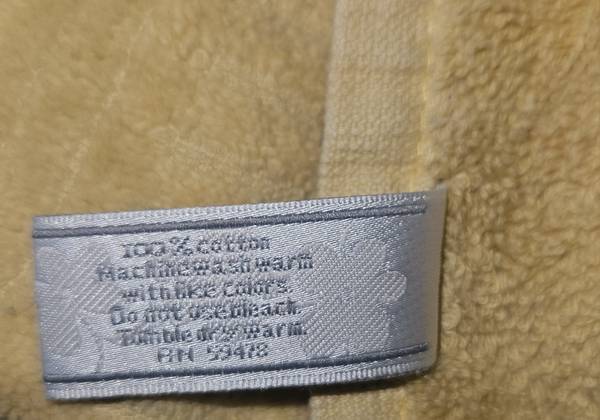 100% cotton
Machine wash warm
with like colors.
Do not use bleach.
Tumble dry warm.
RN 59478